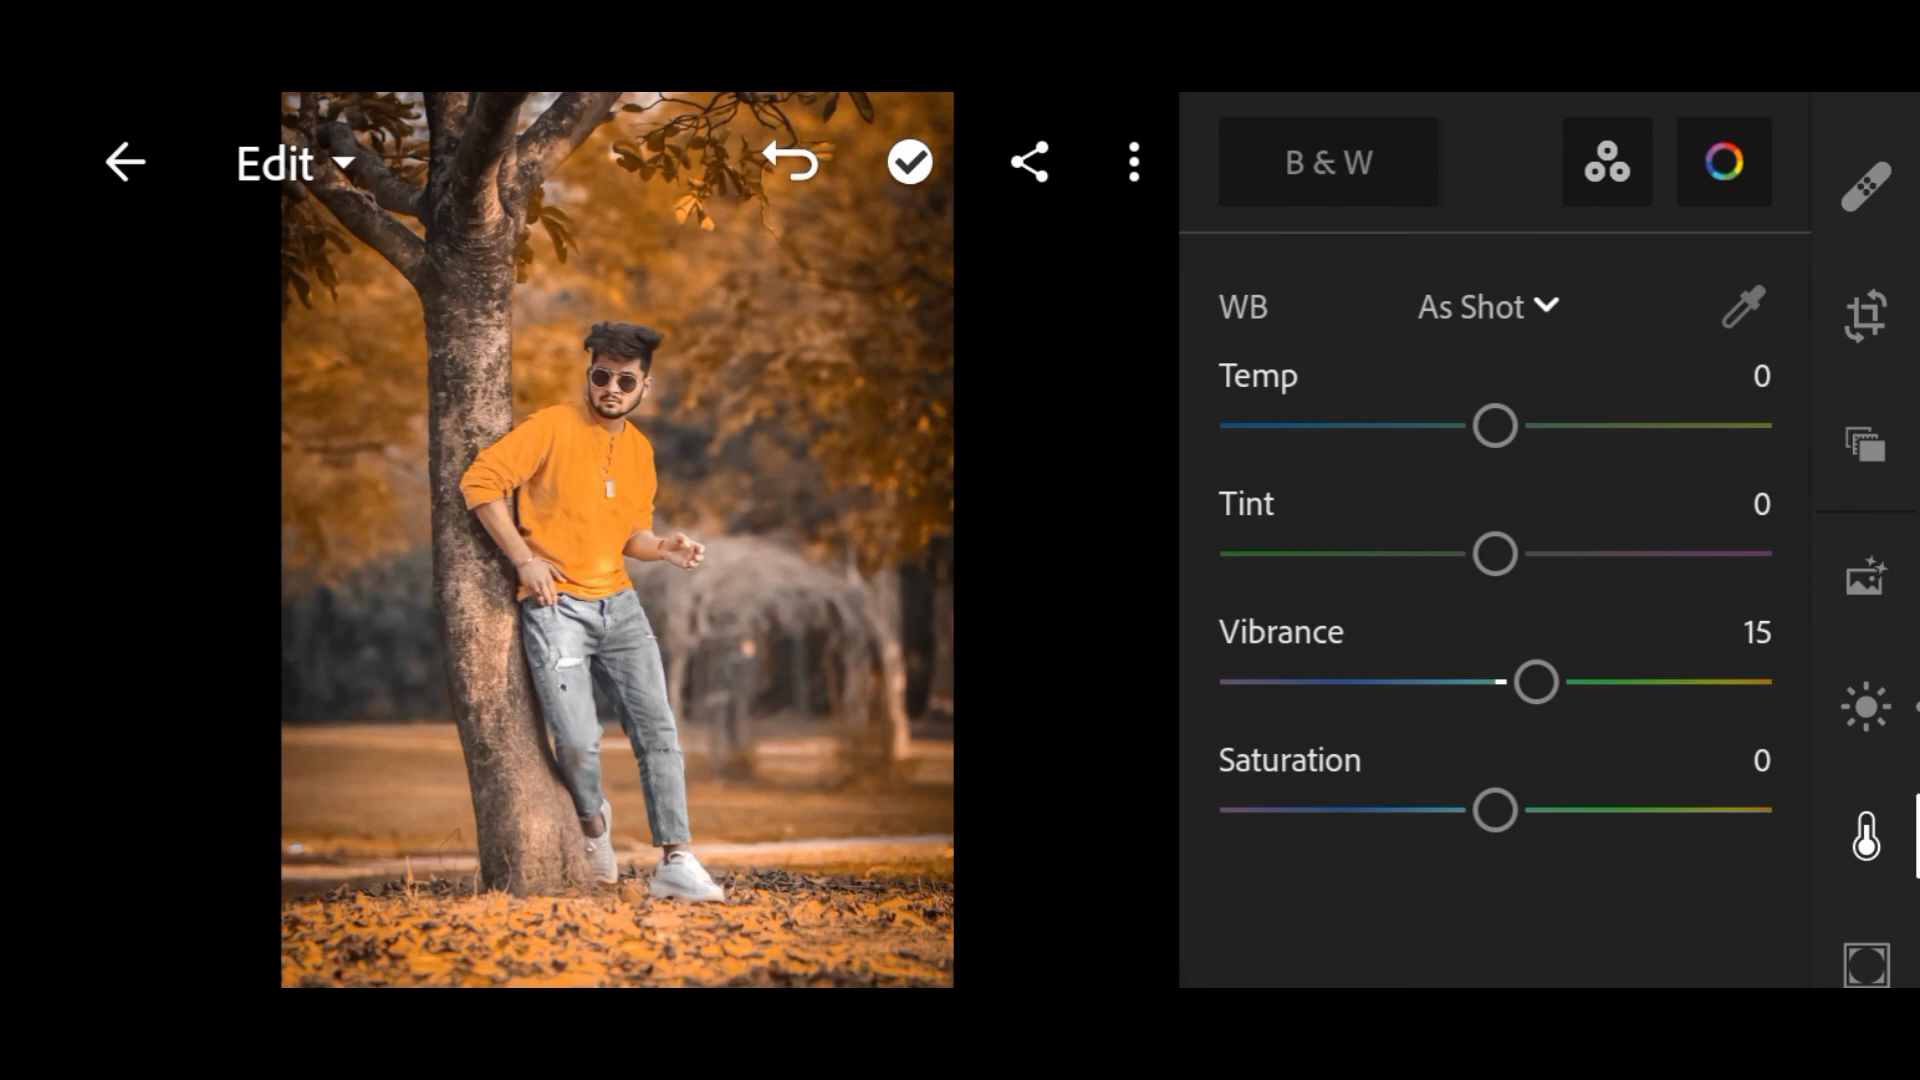 Edit
B & W
WB As Shot
Temp 0
Tint 0
Vibrance 15
Saturation 0